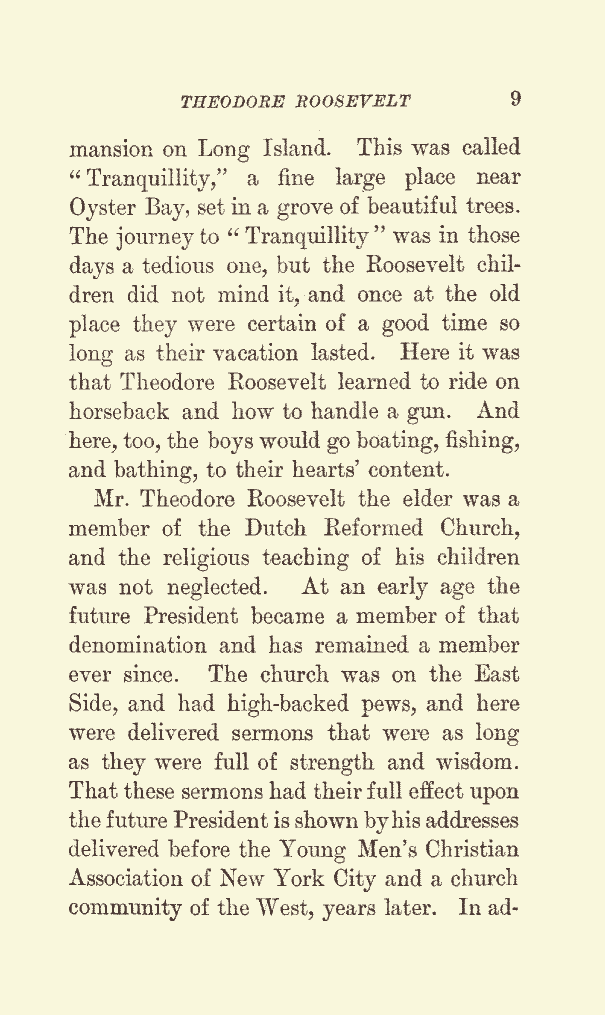 THEODORE ROOSEVELT 9
mansion on Long Island. This was called
“Tranquillity,” a fine large place near
Oyster Bay, set in a grove of beautiful trees.
The journey to “Tranquillity” was in those
days a tedious one, but the Roosevelt chil-
dren did not mind it, and once at the old
place they were certain of a good time so
long as their vacation lasted. Here it was
that Theodore Roosevelt learned to ride on
horseback and how to handle a gun. And
here, too, the boys would go boating, fishing,
and bathing, to their hearts’ content.
Mr. Theodore Roosevelt the elder was a
member of the Dutch Reformed Church,
and the religious teaching of his children
was not neglected. At an early age the
future President became a member of that
denomination and has remained a member
ever since. The church was on the East
Side, and had high-backed pews, and here
were delivered sermons that were as long
as they were full of strength and wisdom.
That these sermons had their full effect upon
the future President is shown by his addresses
delivered before the Young Men’s Christian
Association of New York City and a church
community of the West, years later. In ad-